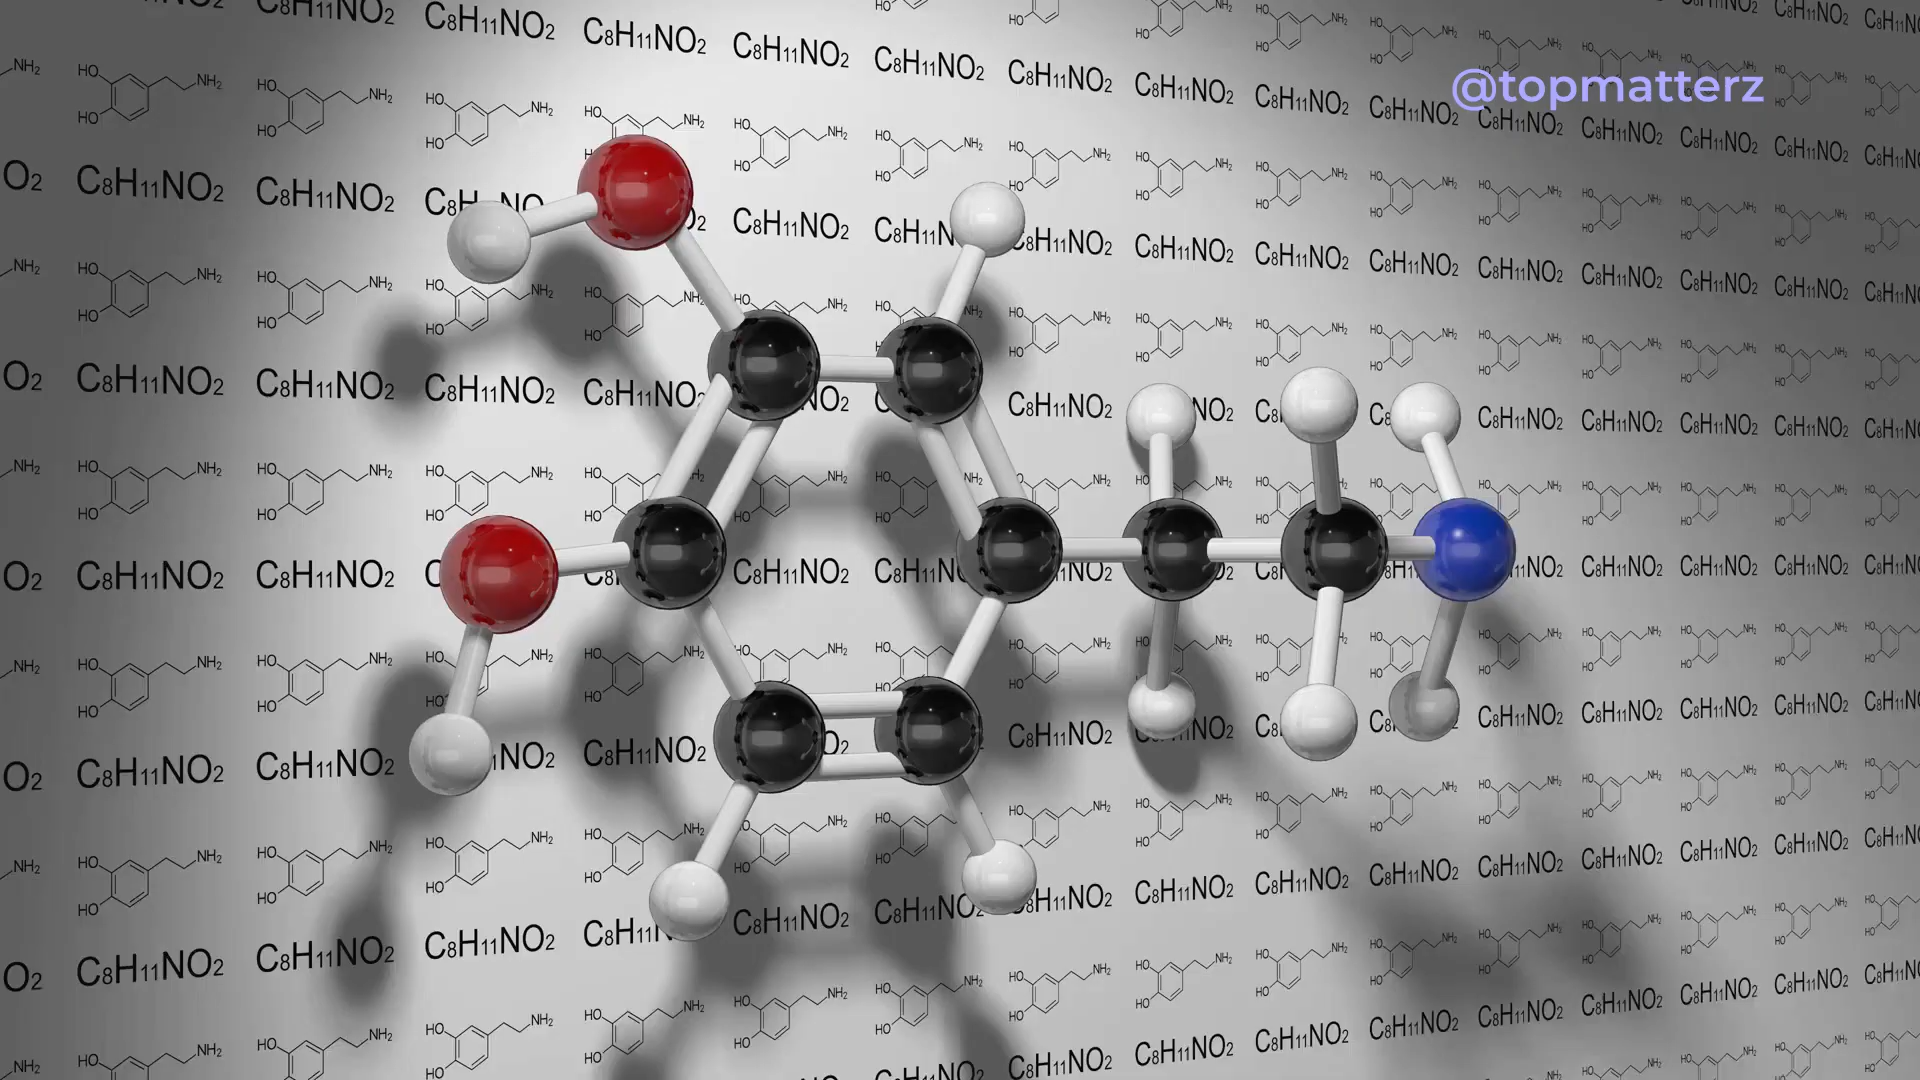 @topmatterz
C₈H₁₁NO₂
HO
HO
NH₂